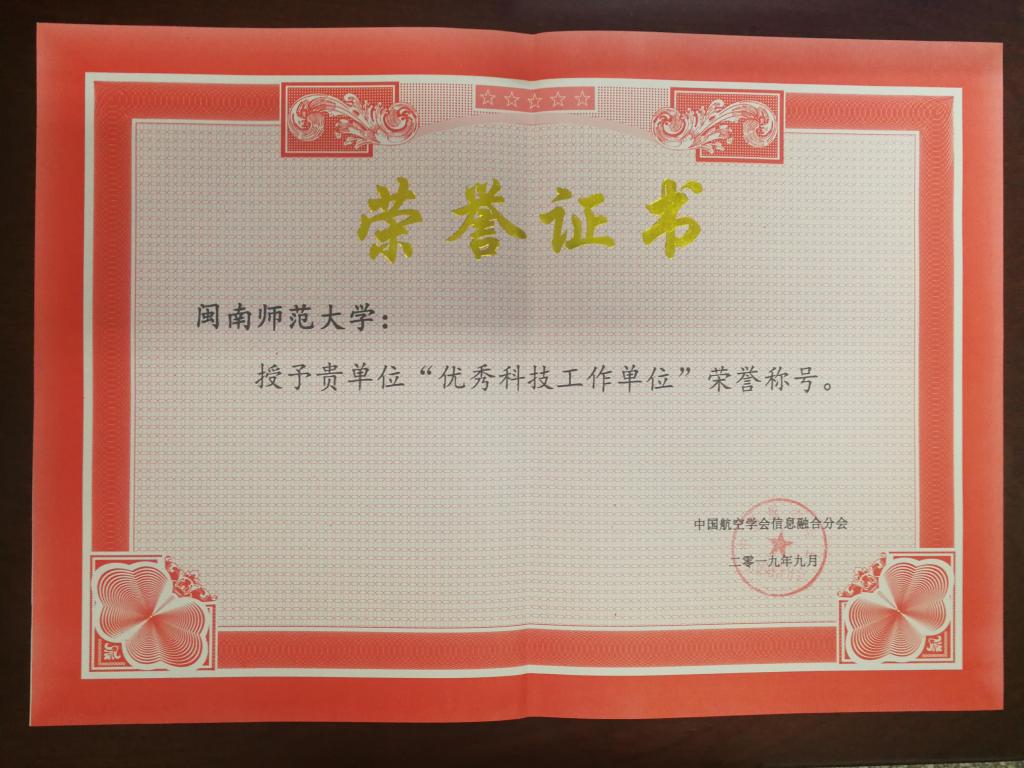 荣誉证书
闽南师范大学：
授予贵单位“优秀科技工作单位”荣誉称号。
中国航空学会信息融合分会
二零一九年九月